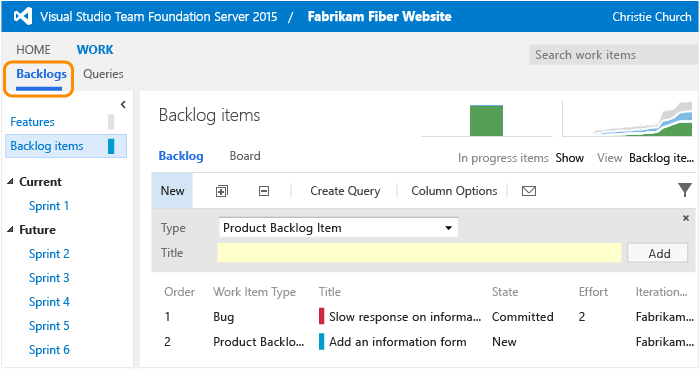 Visual Studio Team Foundation Server 2015 / Fabrikam Fiber Website Christie Church
HOME WORK
Search work items
Backlogs Queries
Features
Backlog items
Current
Sprint 1
Future
Sprint 2
Sprint 3
Sprint 4
Sprint 5
Sprint 6
Backlog items
Backlog Board In progress items Show View Backlog ite...
New Create Query Column Options
Type Product Backlog Item
Title Add
Order Work Item Type Title State Effort Iteration...
1 Bug Slow response on informa... Committed 2 Fabrikam...
2 Product Backlo... Add an information form New Fabrikam...